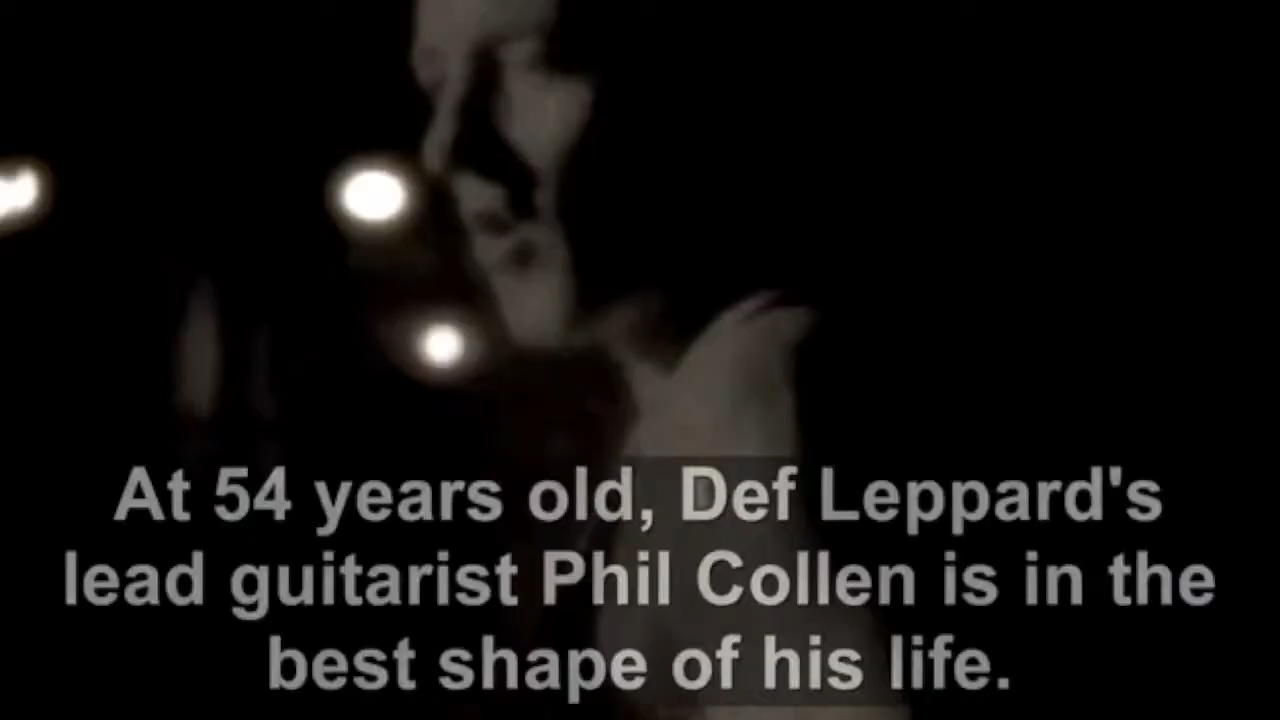 At 54 years old, Def Leppard's
lead guitarist Phil Collen is in the
best shape of his life.